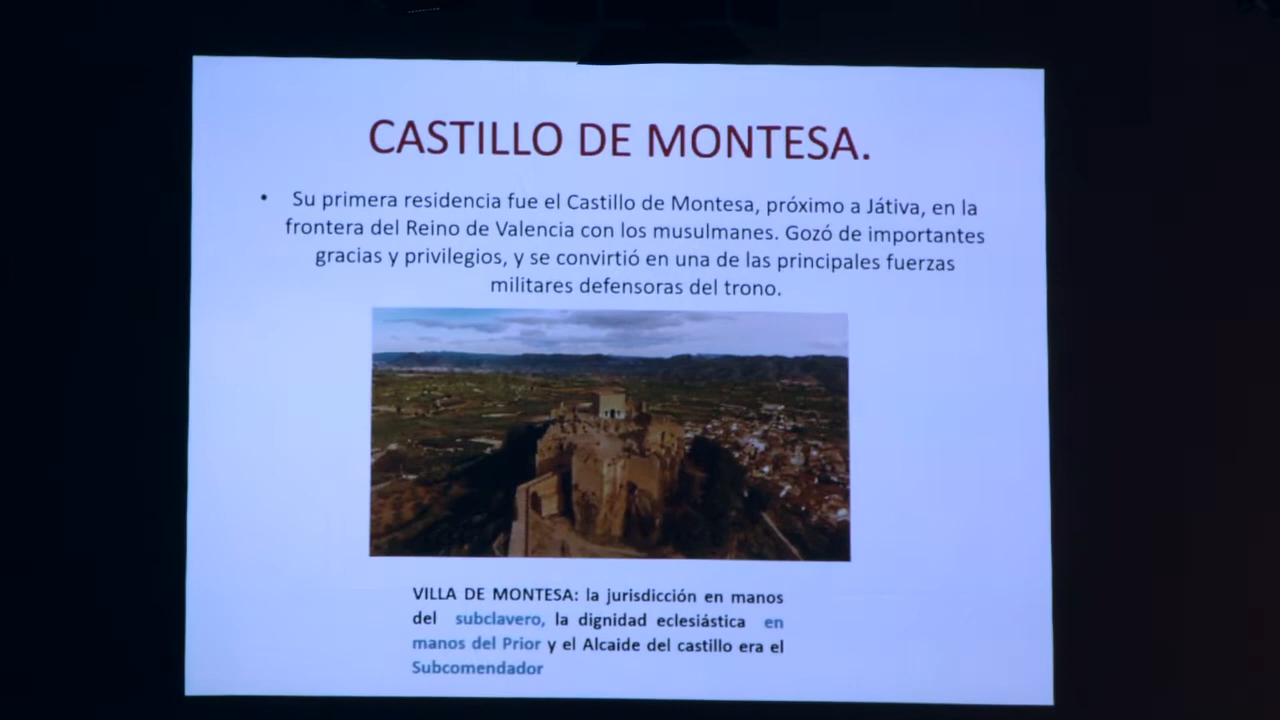 CASTILLO DE MONTESA.
• Su primera residencia fue el Castillo de Montesa, próximo a Játiva, en la
frontera del Reino de Valencia con los musulmanes. Gozó de importantes
gracias y privilegios, y se convirtió en una de las principales fuerzas
militares defensoras del trono.
VILLA DE MONTESA: la jurisdicción en manos
del subclavero, la dignidad eclesiástica en
manos del Prior y el Alcaide del castillo era el
Subcomendador